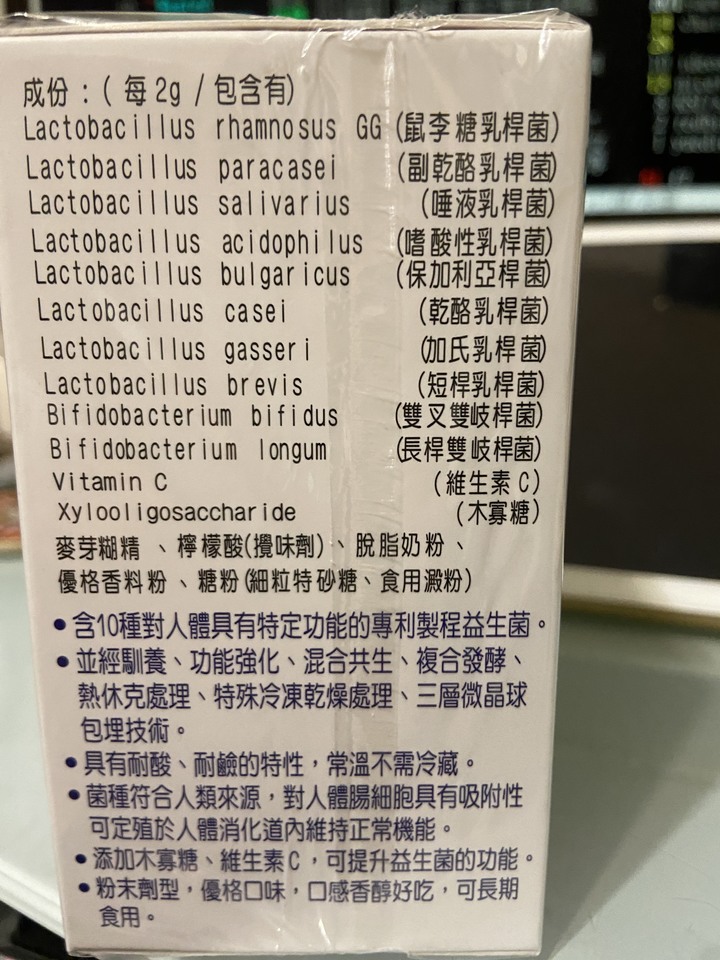 成份：( 每 2g / 包含有)
Lactobacillus rhamnosus GG (鼠李糖乳桿菌)
Lactobacillus paracasei (副乾酪乳桿菌)
Lactobacillus salivarius (唾液乳桿菌)
Lactobacillus acidophilus (嗜酸性乳桿菌)
Lactobacillus bulgaricus (保加利亞桿菌)
Lactobacillus casei (乾酪乳桿菌)
Lactobacillus gasseri (加氏乳桿菌)
Lactobacillus brevis (短桿乳桿菌)
Bifidobacterium bifidus (雙叉雙岐桿菌)
Bifidobacterium longum (長桿雙岐桿菌)
Vitamin C (維生素 C)
Xylooligosaccharide (木寡糖)
麥芽糊精、檸檬酸(攪味劑)、脫脂奶粉、
優格香料粉、糖粉(細粒特砂糖、食用澱粉)
•含10種對人體具有特定功能的專利製程益生菌。
•並經馴養、功能強化、混合共生、複合發酵、
熱休克處理、特殊冷凍乾燥處理、三層微晶球
包埋技術。
•具有耐酸、耐鹼的特性，常溫不需冷藏。
•菌種符合人類來源，對人體腸細胞具有吸附性
可定殖於人體消化道內維持正常機能。
•添加木寡糖、維生素C，可提升益生菌的功能。
•粉末劑型，優格口味，口感香醇好吃，可長期
食用。